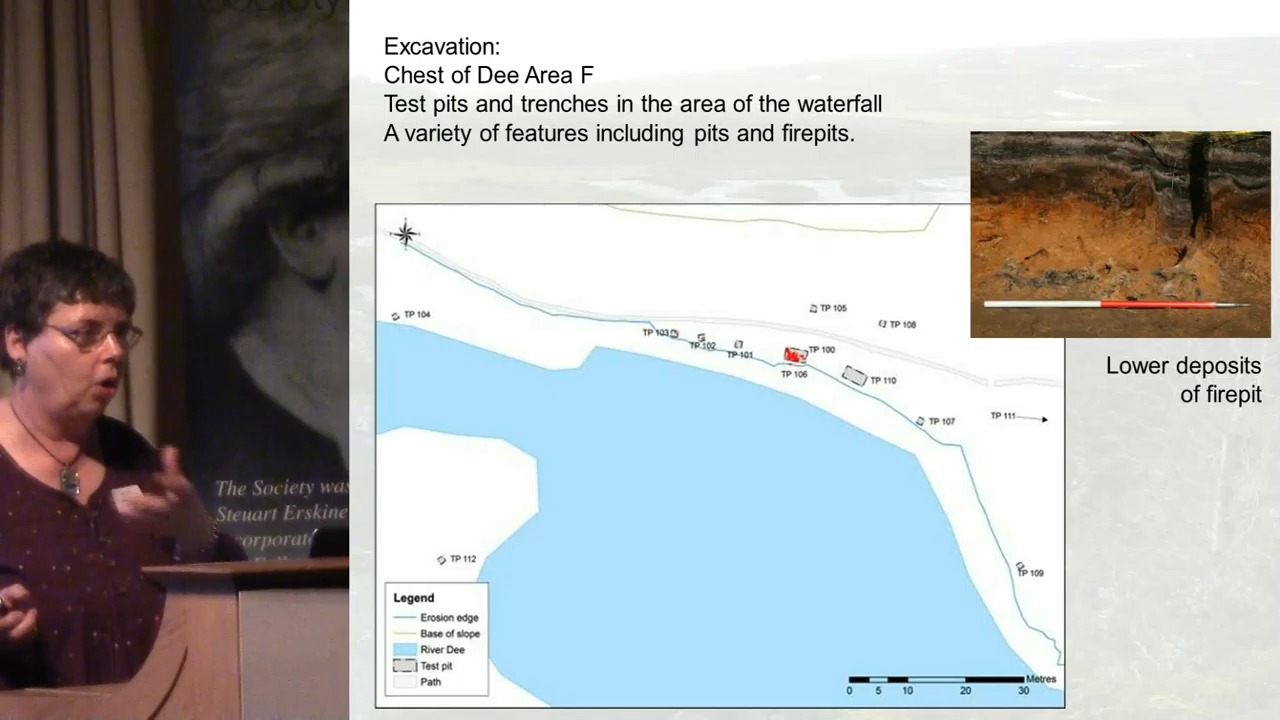 Society
Excavation:
Chest of Dee Area F
Test pits and trenches in the area of the waterfall
A variety of features including pits and firepits.
TP 104
TP 105
TP 108
TP 103
TP 102
TP 101
TP 100
TP 106
TP 110
TP 107
TP 111
TP 112
TP 109
Legend
Erosion edge
Base of slope
River Dee
Test pit
Path
Metres
0 5 10 20 30
Lower deposits
of firepit
The Society was
Steuart Erskine